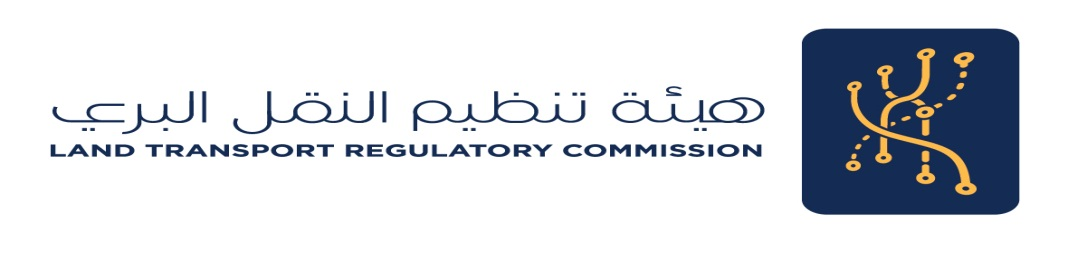 هيئة تنظيم النقل البري
LAND TRANSPORT REGULATORY COMMISSION